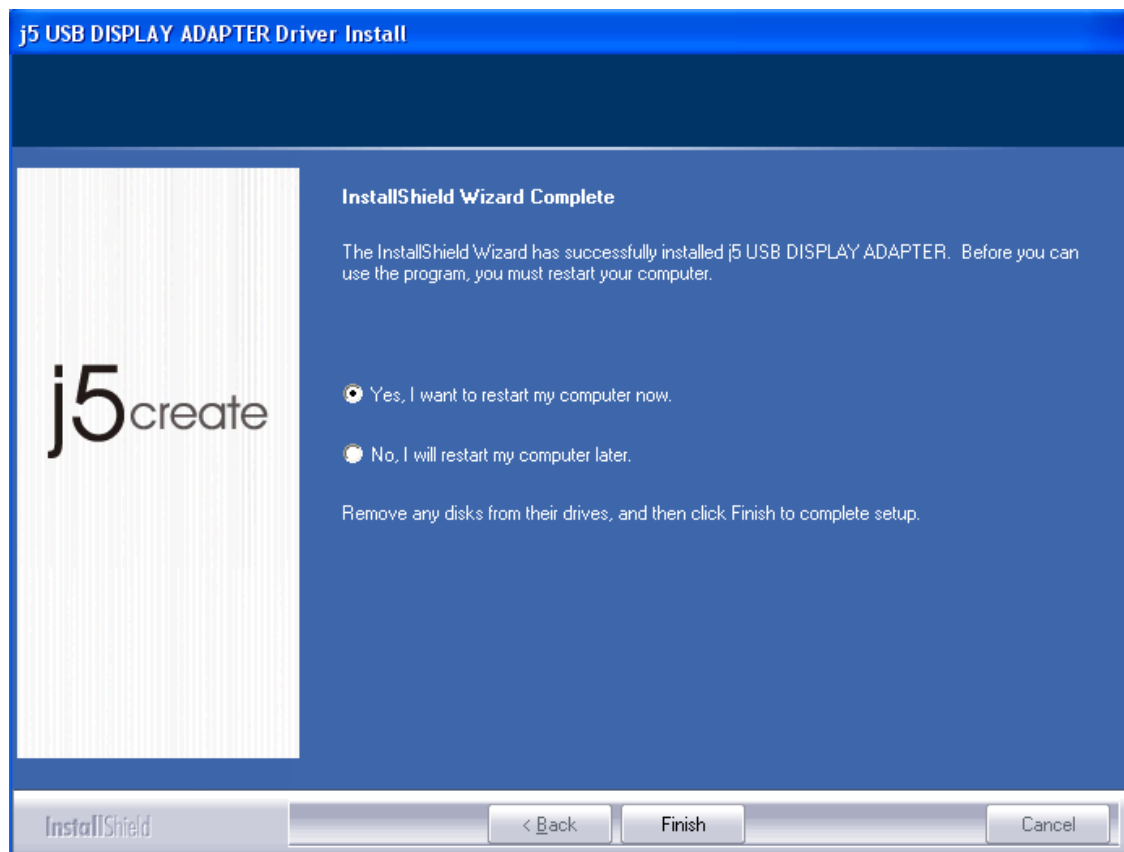 j5 USB DISPLAY ADAPTER Driver Install
InstallShield Wizard Complete
The InstallShield Wizard has successfully installed j5 USB DISPLAY ADAPTER. Before you can
use the program, you must restart your computer.
j5create
Yes, I want to restart my computer now.
No, I will restart my computer later.
Remove any disks from their drives, and then click Finish to complete setup.
InstallShield
< Back
Finish
Cancel